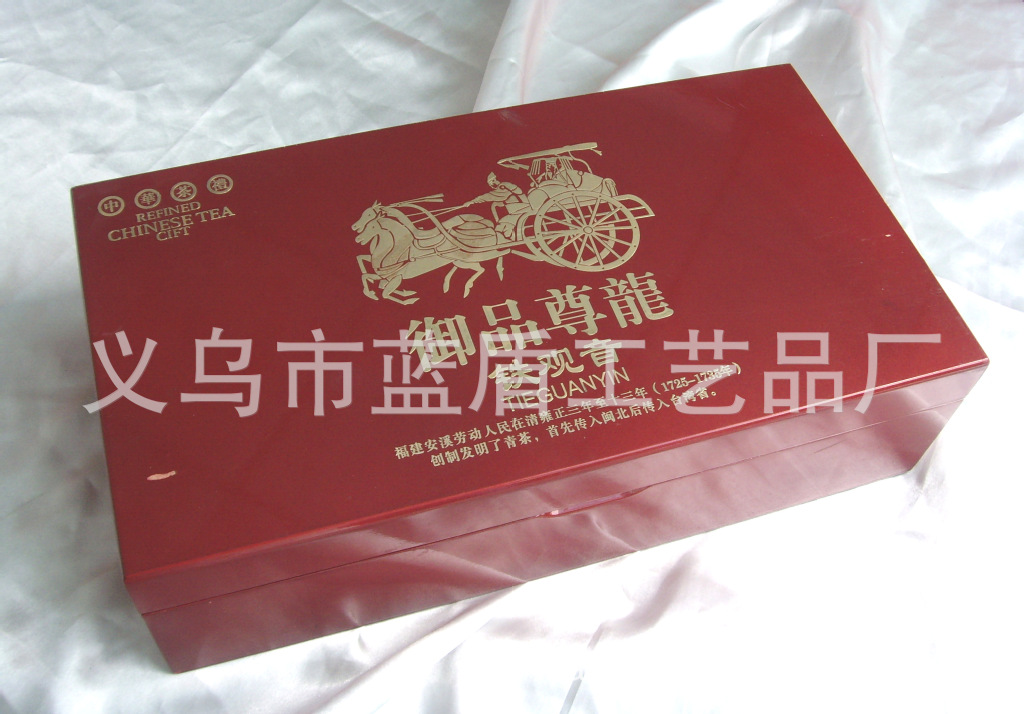 中華茶禮
REFINED
CHINESE TEA
GIFT
御品尊龍
铁观音
TIEGUANYIN
义乌市蓝盾工艺品厂
福建安溪劳动人民在清雍正三年至十三年（1725-1735年）
创制发明了青茶，首先传入闽北后传入台湾省。